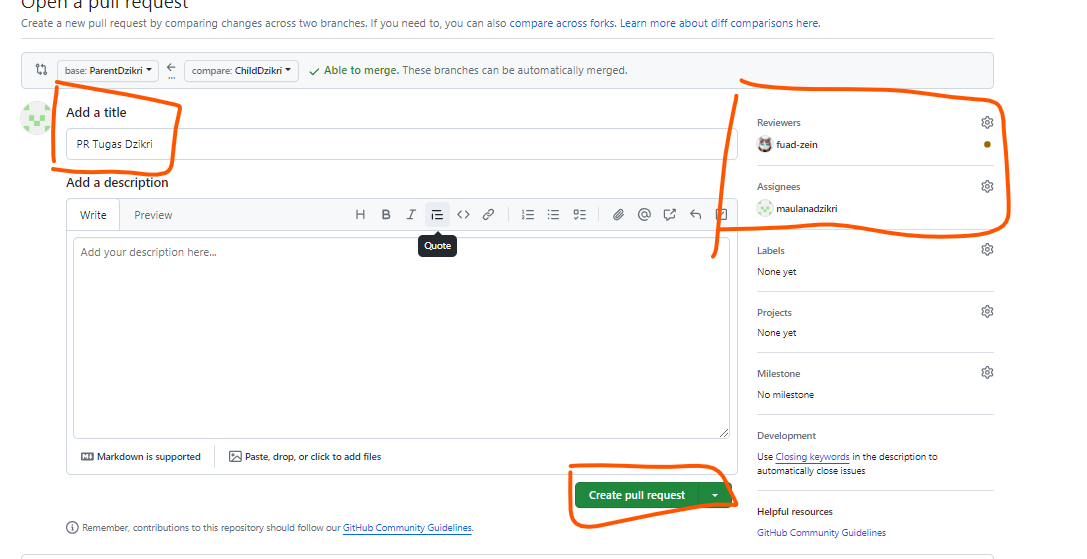 Open a pull request
Create a new pull request by comparing changes across two branches. If you need to, you can also compare across forks. Learn more about diff comparisons here.
base: ParentDzikri
...
compare: ChildDzikri
Able to merge. These branches can be automatically merged.
Add a title
PR Tugas Dzikri
Add a description
Write
Preview
H B I
Quote
Add your description here...
Markdown is supported
Paste, drop, or click to add files
Create pull request
Remember, contributions to this repository should follow our GitHub Community Guidelines.
Reviewers
fuad-zein
Assignees
maulanadzikri
Labels
None yet
Projects
None yet
Milestone
No milestone
Development
Use Closing keywords in the description to
automatically close issues
Helpful resources
GitHub Community Guidelines